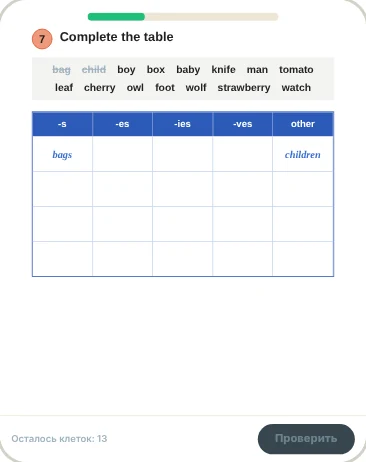 7 Complete the table
bag child boy box baby knife man tomato
leaf cherry owl foot wolf strawberry watch
-s -es -ies -ves other
bags children
Осталось клеток: 13 Проверить